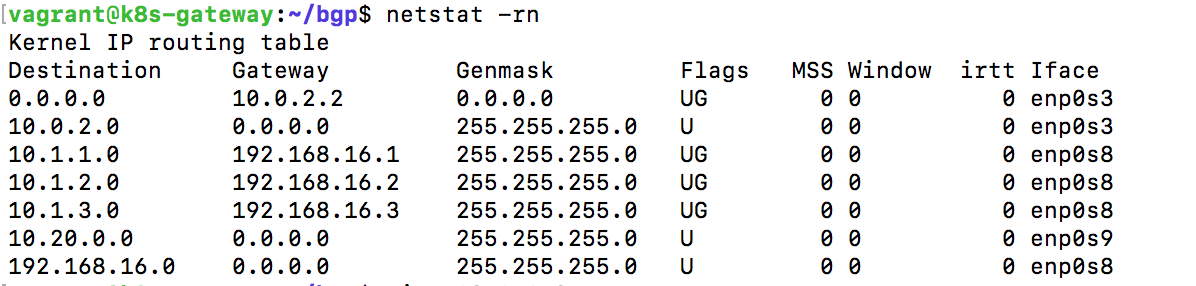 [vagrant@k8s-gateway:~/bgp$ netstat -rn
Kernel IP routing table
Destination     Gateway         Genmask         Flags   MSS Window  irtt Iface
0.0.0.0         10.0.2.2        0.0.0.0         UG        0 0          0 enp0s3
10.0.2.0        0.0.0.0         255.255.255.0   U         0 0          0 enp0s3
10.1.1.0        192.168.16.1    255.255.255.0   UG        0 0          0 enp0s8
10.1.2.0        192.168.16.2    255.255.255.0   UG        0 0          0 enp0s8
10.1.3.0        192.168.16.3    255.255.255.0   UG        0 0          0 enp0s8
10.20.0.0       0.0.0.0         255.255.255.0   U         0 0          0 enp0s9
192.168.16.0    0.0.0.0         255.255.255.0   U         0 0          0 enp0s8